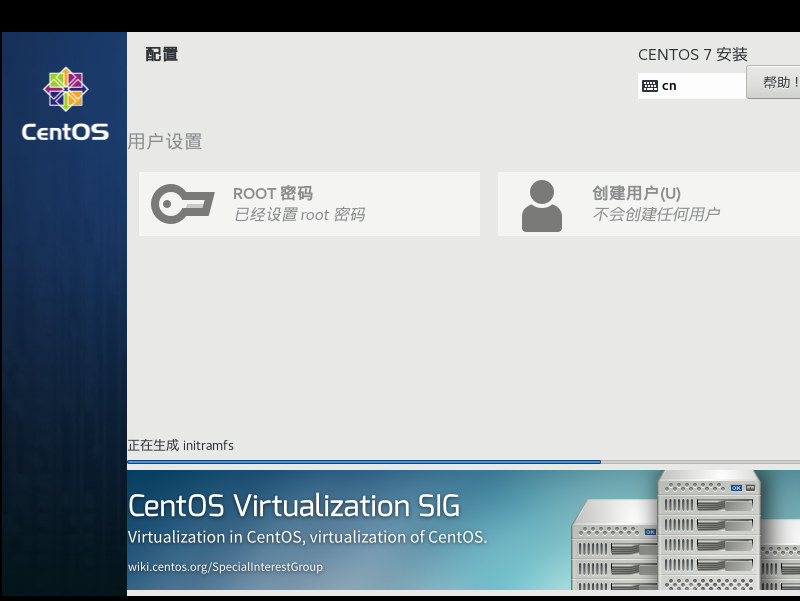 配置
CENTOS 7 安装
cn
帮助 !
CentOS
用户设置
ROOT 密码
已经设置 root 密码
创建用户(U)
不会创建任何用户
正在生成 initramfs
CentOS Virtualization SIG
Virtualization in CentOS, virtualization of CentOS.
wiki.centos.org/SpecialInterestGroup